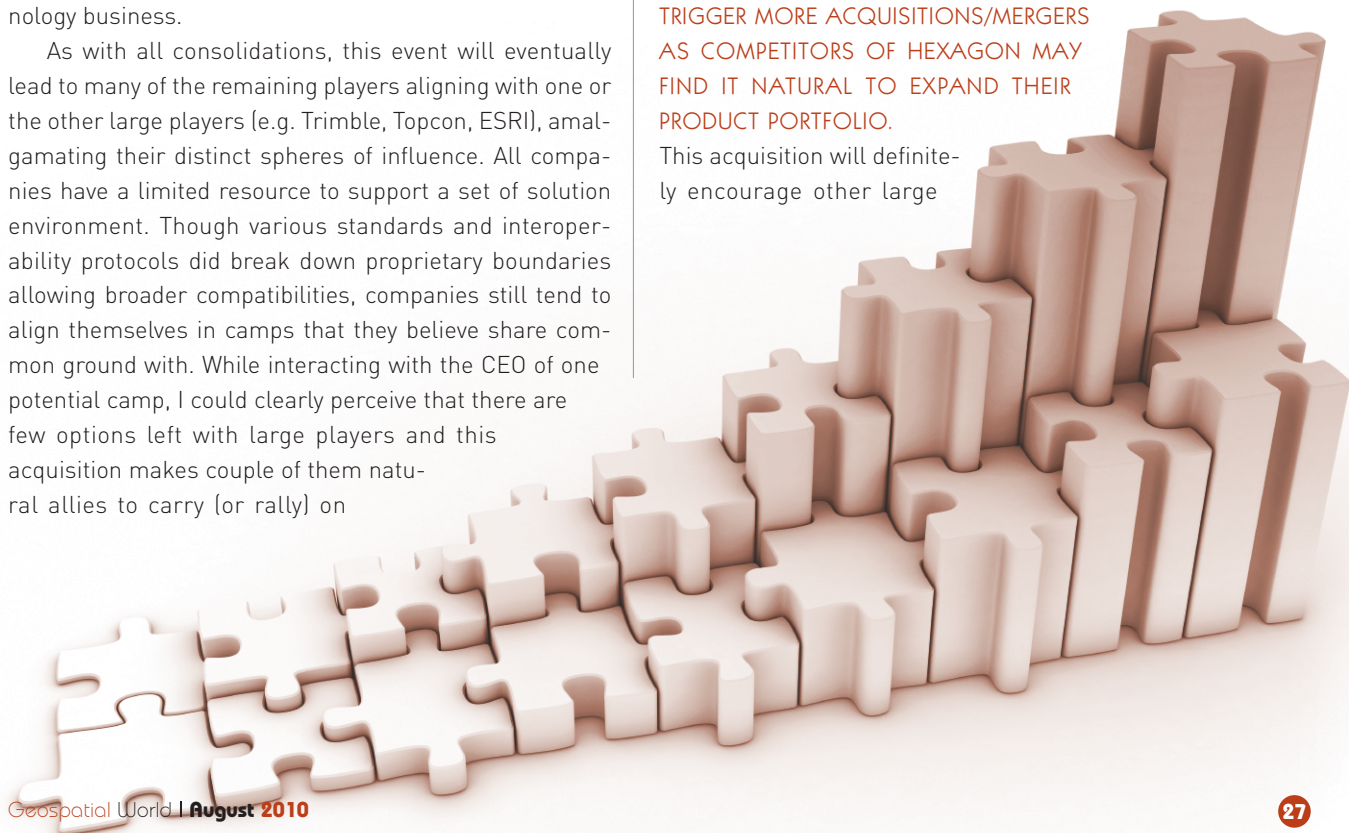 nology business.
As with all consolidations, this event will eventually
lead to many of the remaining players aligning with one or
the other large players (e.g. Trimble, Topcon, ESRI), amal-
gamating their distinct spheres of influence. All compa-
nies have a limited resource to support a set of solution
environment. Though various standards and interoper-
ability protocols did break down proprietary boundaries
allowing broader compatibilities, companies still tend to
align themselves in camps that they believe share com-
mon ground with. While interacting with the CEO of one
potential camp, I could clearly perceive that there are
few options left with large players and this
acquisition makes couple of them natu-
ral allies to carry (or rally) on
TRIGGER MORE ACQUISITIONS/MERGERS
AS COMPETITORS OF HEXAGON MAY
FIND IT NATURAL TO EXPAND THEIR
PRODUCT PORTFOLIO.
This acquisition will definite-
ly encourage other large
Geospatial World | August 2010
27